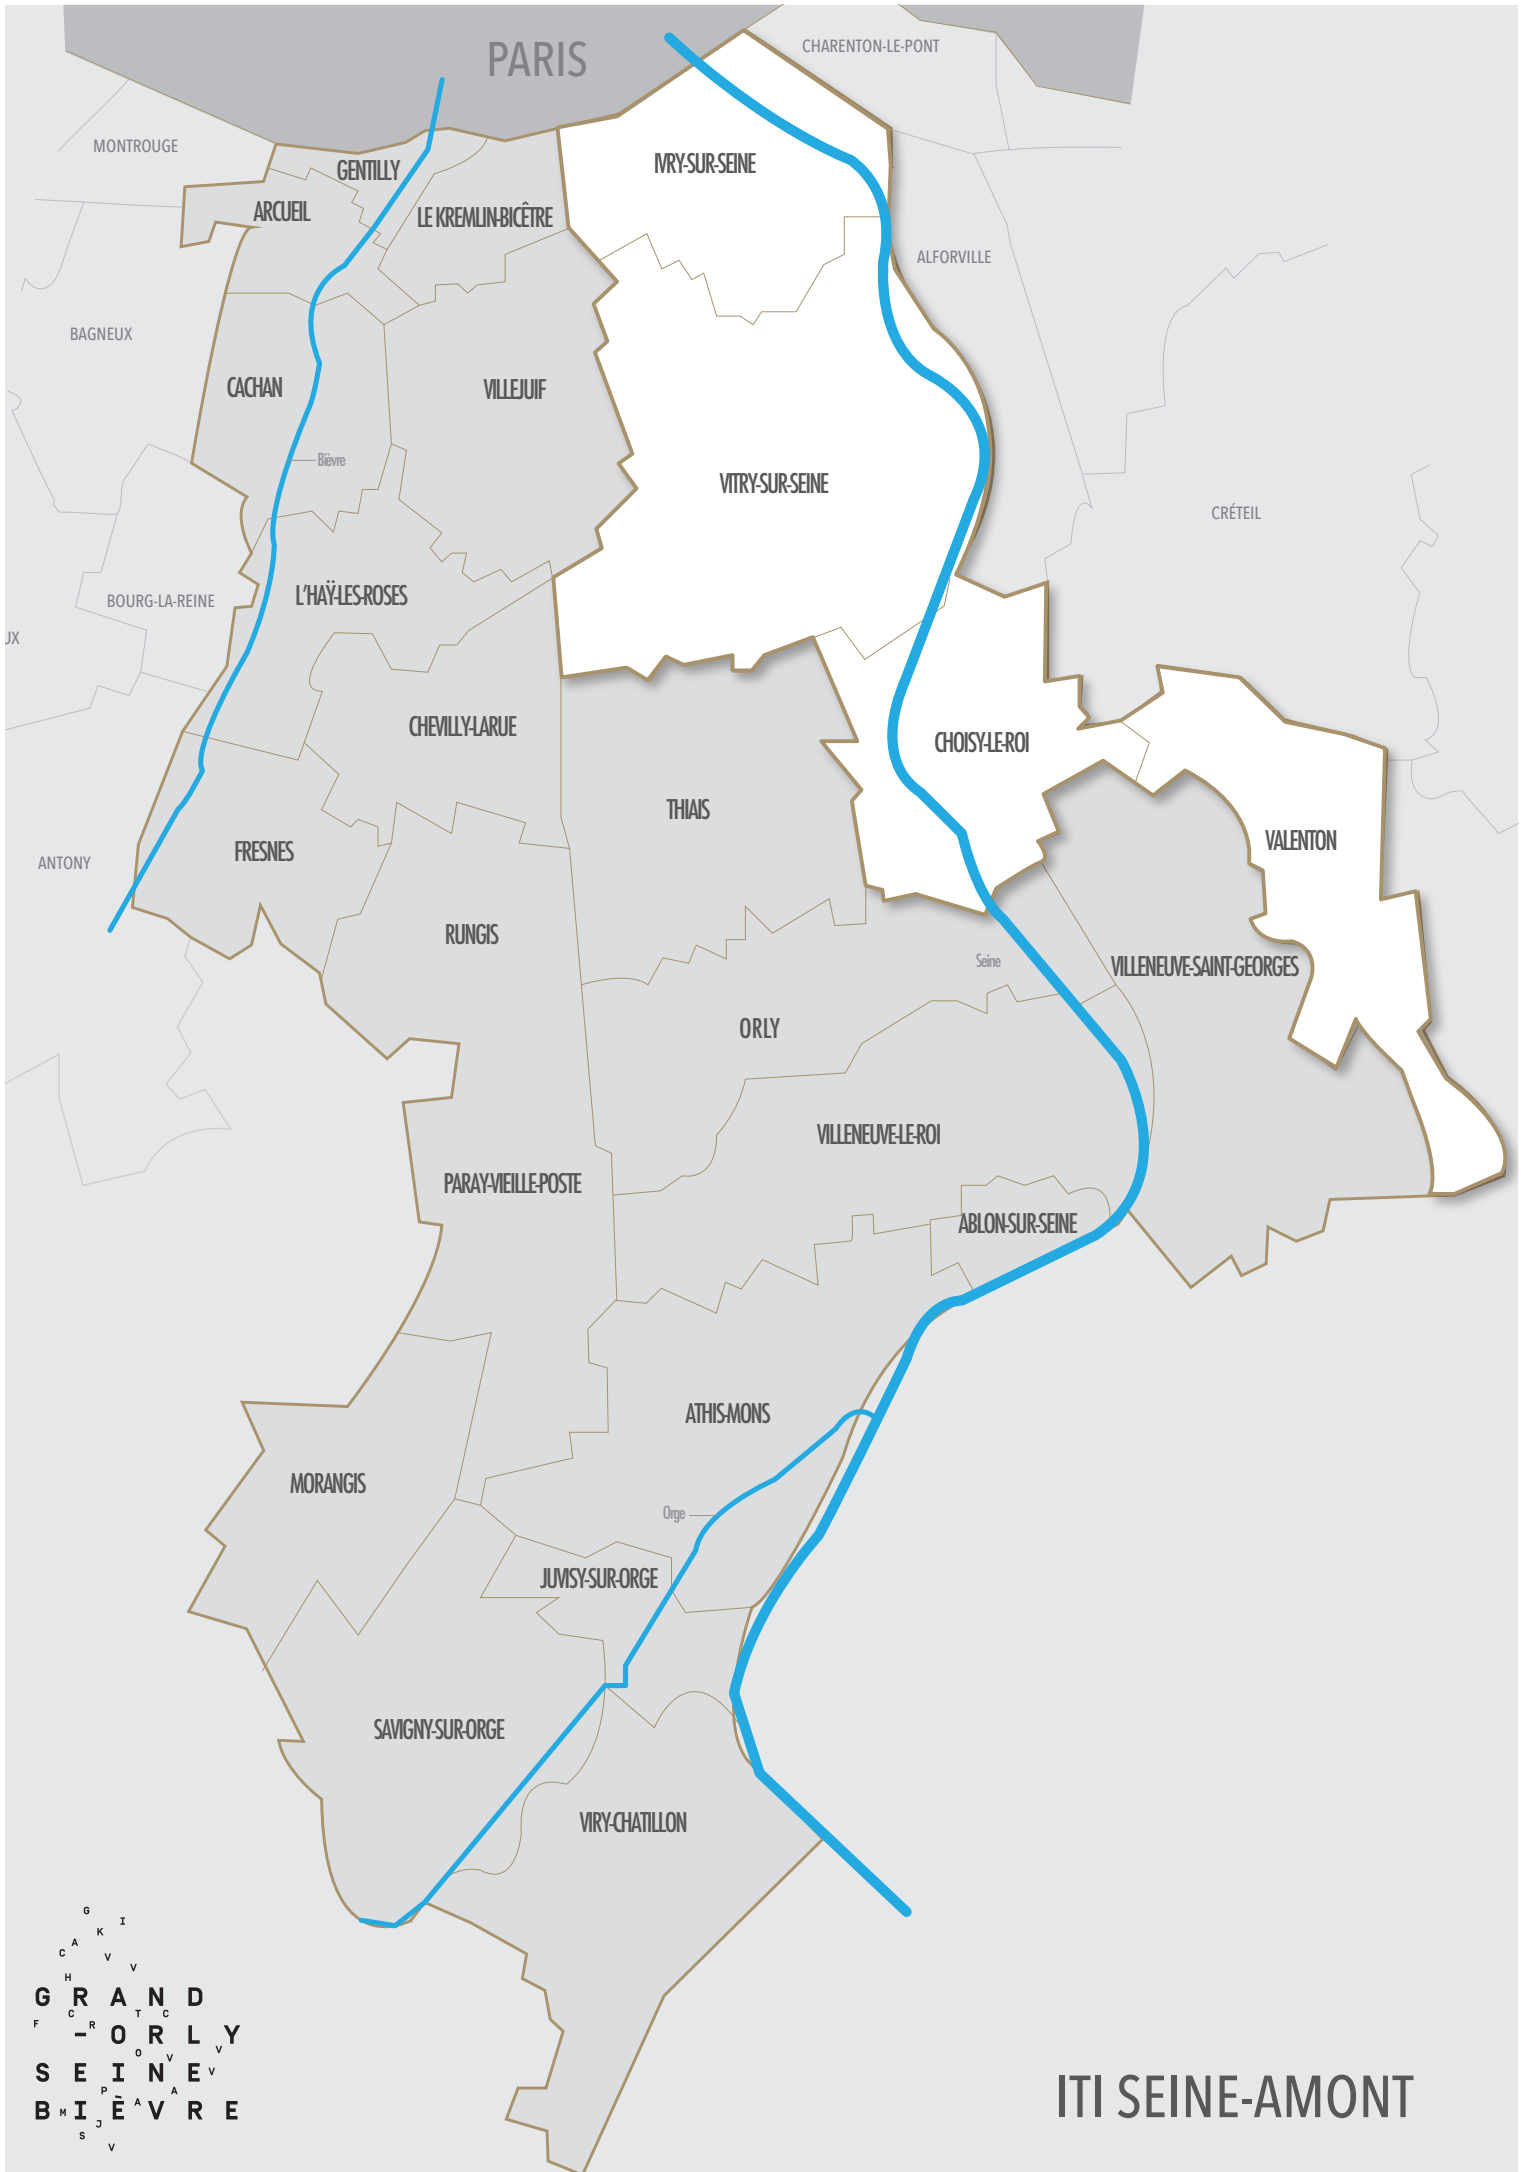 PARIS
CHARENTON-LE-PONT
MONTROUGE
GENTILLY
IVRY-SUR-SEINE
ARCUEIL
LE KREMLIN-BICÊTRE
ALFORVILLE
BAGNEUX
CACHAN
VILLEJUIF
Bièvre
VITRY-SUR-SEINE
CRÉTEIL
BOURG-LA-REINE
L'HAŸ-LES-ROSES
UX
CHEVILLY-LARUE
CHOISY-LE-ROI
THIAIS
VALENTON
FRESNES
ANTONY
RUNGIS
Seine
VILLENEUVE-SAINT-GEORGES
ORLY
VILLENEUVE-LE-ROI
PARAY-VIEILLE-POSTE
ABLON-SUR-SEINE
ATHIS-MONS
MORANGIS
Orge
JUVISY-SUR-ORGE
SAVIGNY-SUR-ORGE
VIRY-CHATILLON
G
I
K
A
C
V
V
H
GRAND
C T C
F R
-ORLY
O V V
SEINE V
P A
A
BIÈVRE
M
J
S
V
ITI SEINE-AMONT